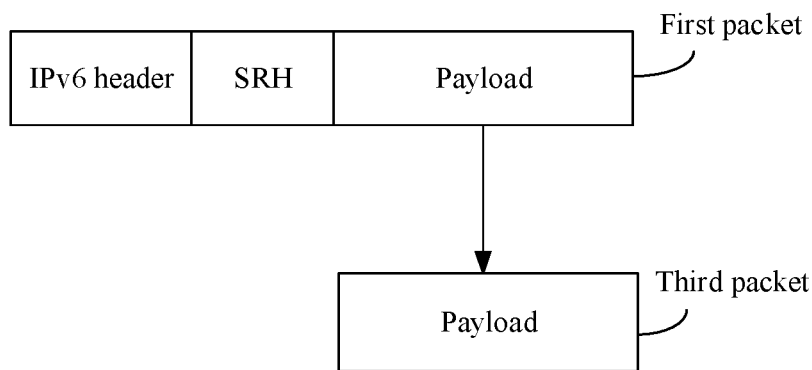 First packet
IPv6 header
SRH
Payload
Third packet
Payload